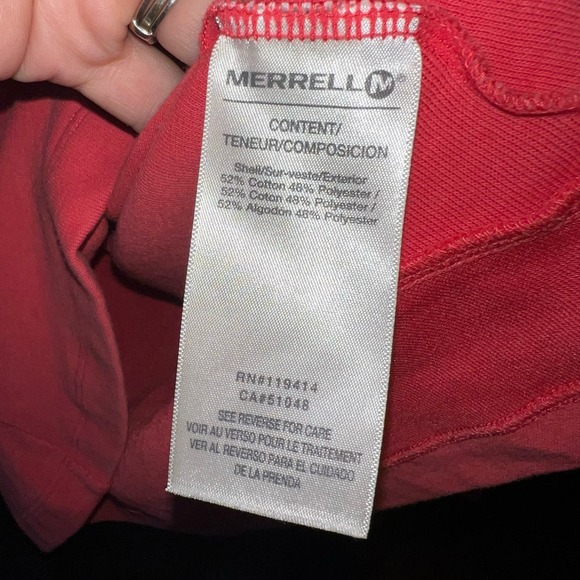 MERRELL M®
CONTENT/
TENEUR/COMPOSICION
Shell/Sur-veste/Exterior
52% Cotton 48% Polyester /
52% Coton 48% Polyester /
52% Algodón 48% Polyester
RN#119414
CA#51048
SEE REVERSE FOR CARE
VOIR AU VERSO POUR LE TRAITEMENT
VER AL REVERSO PARA EL CUIDADO
DE LA PRENDA